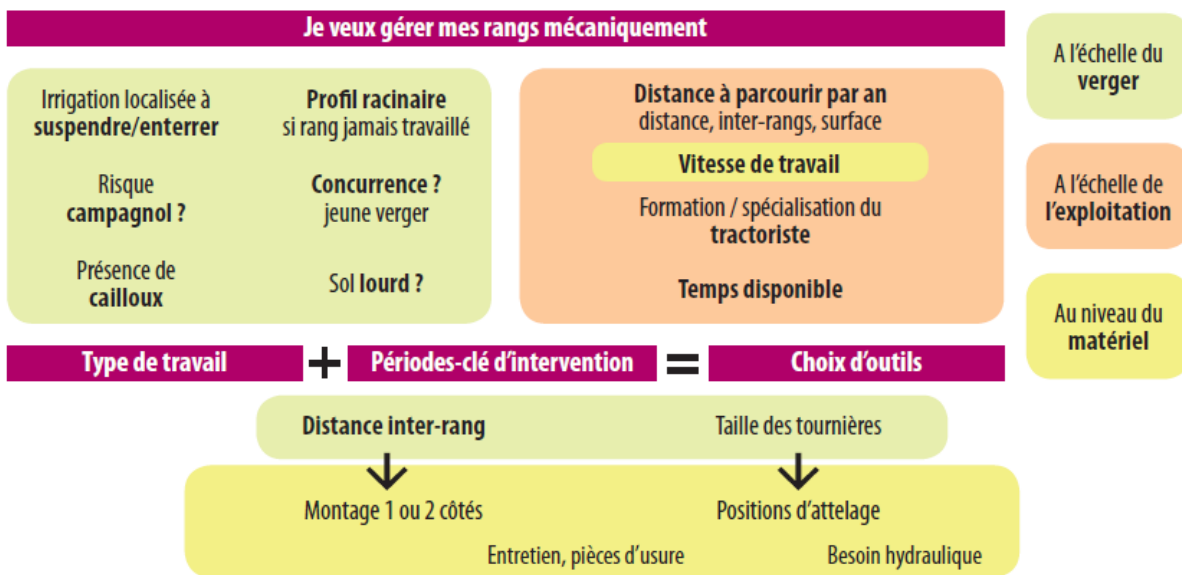 Je veux gérer mes rangs mécaniquement
Irrigation localisée à
suspendre/enterrer
Profil racinaire
si rang jamais travaillé
Risque
campagnol ?
Concurrence ?
jeune verger
Présence de
cailloux
Sol lourd ?
Distance à parcourir par an
distance, inter-rangs, surface
Vitesse de travail
Formation / spécialisation du
tractoriste
Temps disponible
A l’échelle du
verger
A l’échelle de
l’exploitation
Au niveau du
matériel
Type de travail + Périodes-clé d’intervention = Choix d’outils
Distance inter-rang
Taille des tournières
Montage 1 ou 2 côtés
Positions d’attelage
Entretien, pièces d’usure
Besoin hydraulique